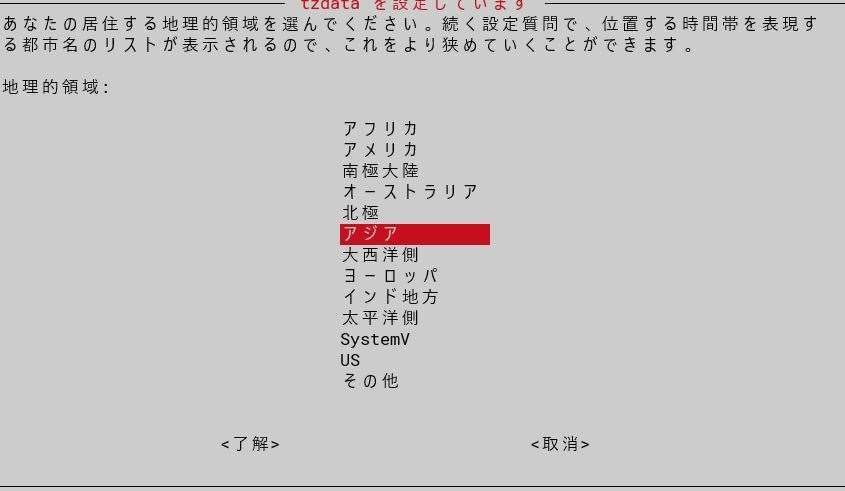 tzdata を設定しています
あなたの居住する地理的領域を選んでください。続く設定質問で、位置する時間帯を表現す
る都市名のリストが表示されるので、これをより狭めていくことができます。
地理的領域:
アフリカ
アメリカ
南極大陸
オーストラリア
北極
アジア
大西洋側
ヨーロッパ
インド地方
太平洋側
SystemV
US
その他
<了解> <取消>